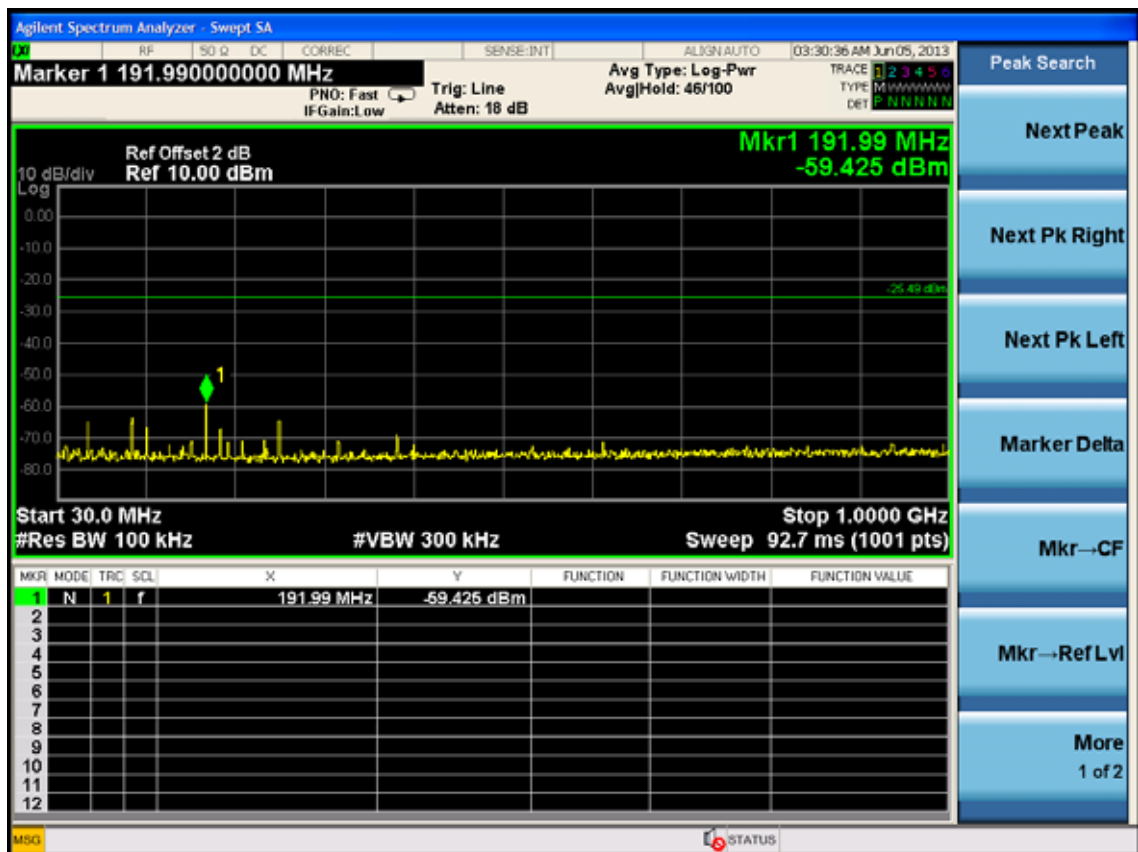 Agilent Spectrum Analyzer - Swept SA
RF 50 Ω DC CORREC SENSE:INT ALIGN AUTO 03:30:36 AM Jun 05, 2013
Marker 1 191.990000000 MHz
PNO: Fast
IFGain:Low
Trig: Line
Atten: 18 dB
Avg Type: Log-Pwr
Avg|Hold: 46/100
TRACE 1 2 3 4 5 6
TYPE M W W W W W
DET P N N N N N
Mkr1 191.99 MHz
-59.425 dBm
Ref Offset 2 dB
10 dB/div Ref 10.00 dBm
Log
0.00
-10.0
-20.0
-25.49 dBm
-30.0
-40.0
-50.0
1
-60.0
-70.0
-80.0
Start 30.0 MHz Stop 1.0000 GHz
#Res BW 100 kHz #VBW 300 kHz Sweep 92.7 ms (1001 pts)
MKR MODE TRC SCL X Y FUNCTION FUNCTION WIDTH FUNCTION VALUE
1 N 1 f 191.99 MHz -59.425 dBm
2
3
4
5
6
7
8
9
10
11
12
MSG STATUS
Peak Search
Next Peak
Next Pk Right
Next Pk Left
Marker Delta
Mkr→CF
Mkr→Ref Lvl
More
1 of 2